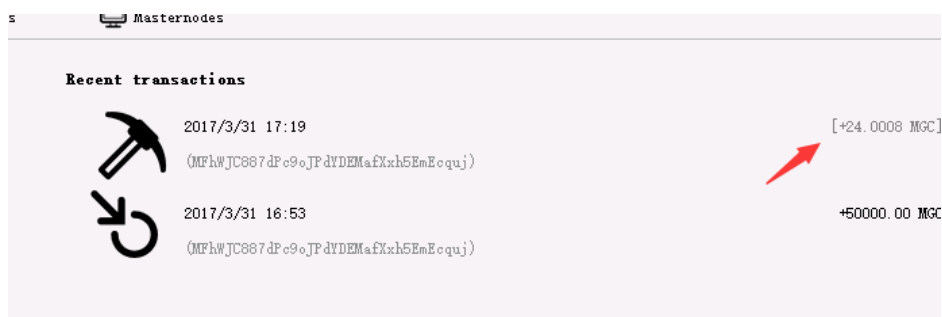 s Masternodes
Recent transactions
2017/3/31 17:19 [+24.0008 MGC]
(MFhWJC887dPc9oJPdYDEMafXxh5EmEcquj)
2017/3/31 16:53 +50000.00 MGC
(MFhWJC887dPc9oJPdYDEMafXxh5EmEcquj)